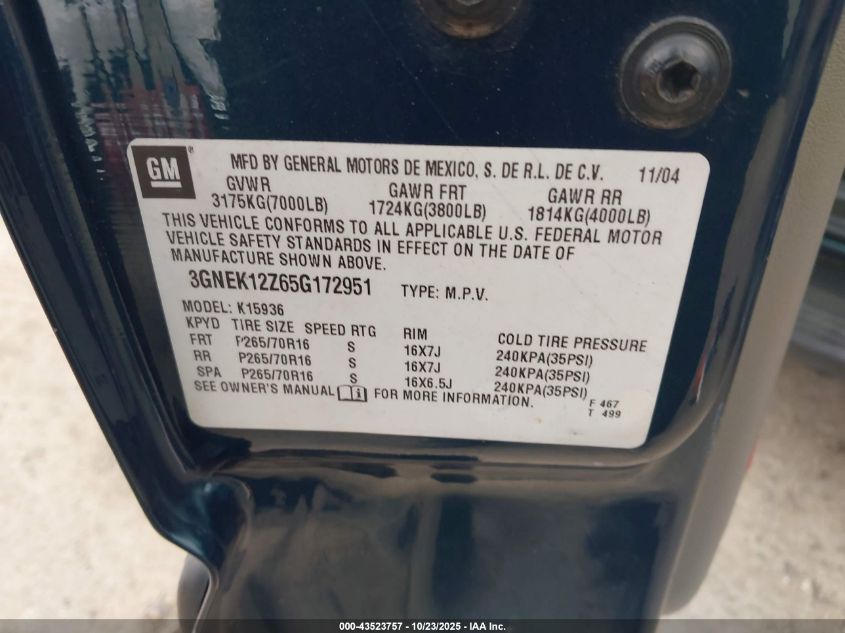 GM® MFD BY GENERAL MOTORS DE MEXICO, S. DE R.L. DE C.V. 11/04
GVWR GAWR FRT GAWR RR
3175KG(7000LB) 1724KG(3800LB) 1814KG(4000LB)
THIS VEHICLE CONFORMS TO ALL APPLICABLE U.S. FEDERAL MOTOR
VEHICLE SAFETY STANDARDS IN EFFECT ON THE DATE OF
MANUFACTURE SHOWN ABOVE.
3GNEK12Z65G172951 TYPE: M.P.V.
MODEL: K15936
KPYD TIRE SIZE SPEED RTG RIM COLD TIRE PRESSURE
FRT P265/70R16 S 16X7J 240KPA(35PSI)
RR P265/70R16 S 16X7J 240KPA(35PSI)
SPA P265/70R16 S 16X6.5J 240KPA(35PSI)
SEE OWNER'S MANUAL FOR MORE INFORMATION.
F 467
T 499
000-43523757 - 10/23/2025 - IAA Inc.